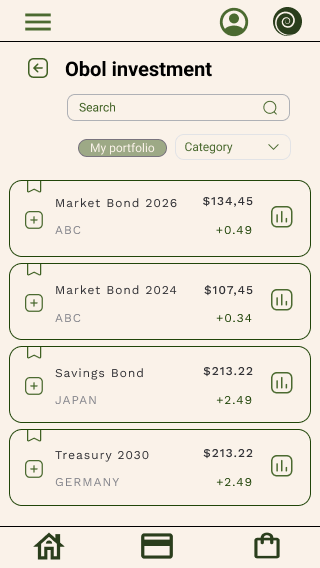 Obol investment
Search
My portfolio
Category
Market Bond 2026 $134,45
ABC +0.49
Market Bond 2024 $107,45
ABC +0.34
Savings Bond $213.22
JAPAN +2.49
Treasury 2030 $213.22
GERMANY +2.49